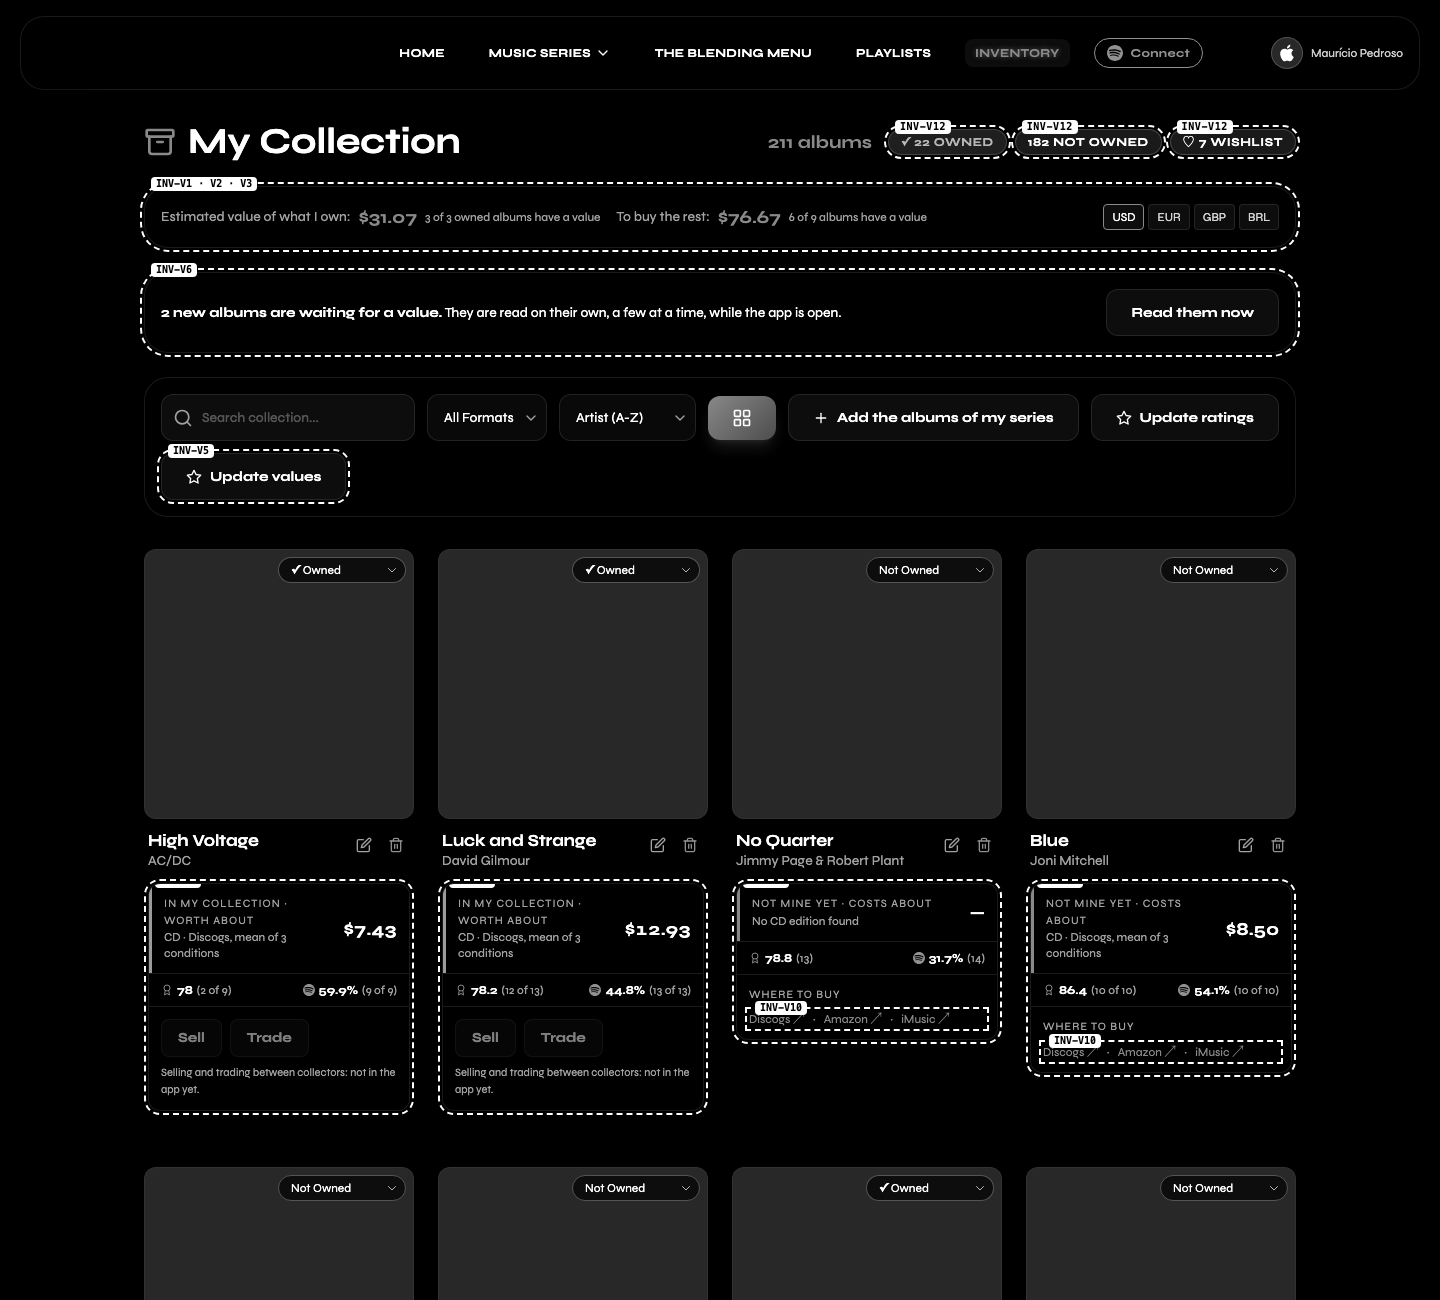 HOME MUSIC SERIES THE BLENDING MENU PLAYLISTS INVENTORY Connect Maurício Pedroso
My Collection
211 albums
INV-V12 INV-V12 INV-V12
✓ 22 OWNED 182 NOT OWNED ♡ 7 WISHLIST
INV-V1 · V2 · V3
Estimated value of what I own: $31.07 3 of 3 owned albums have a value To buy the rest: $76.67 6 of 9 albums have a value USD EUR GBP BRL
INV-V6
2 new albums are waiting for a value. They are read on their own, a few at a time, while the app is open. Read them now
Search collection... All Formats Artist (A-Z) + Add the albums of my series Update ratings
INV-V5
Update values
✓ Owned
High Voltage
AC/DC
IN MY COLLECTION ·
WORTH ABOUT
CD · Discogs, mean of 3
conditions
$7.43
78 (2 of 9) 59.9% (9 of 9)
Sell Trade
Selling and trading between collectors: not in the
app yet.
✓ Owned
Luck and Strange
David Gilmour
IN MY COLLECTION ·
WORTH ABOUT
CD · Discogs, mean of 3
conditions
$12.93
78.2 (12 of 13) 44.8% (13 of 13)
Sell Trade
Selling and trading between collectors: not in the
app yet.
Not Owned
No Quarter
Jimmy Page & Robert Plant
NOT MINE YET · COSTS ABOUT
No CD edition found
—
78.8 (13) 31.7% (14)
WHERE TO BUY
INV-V10
Discogs ↗ · Amazon ↗ · iMusic ↗
Not Owned
Blue
Joni Mitchell
NOT MINE YET · COSTS
ABOUT
CD · Discogs, mean of 3
conditions
$8.50
86.4 (10 of 10) 54.1% (10 of 10)
WHERE TO BUY
INV-V10
Discogs ↗ · Amazon ↗ · iMusic ↗
Not Owned
Not Owned
✓ Owned
Not Owned